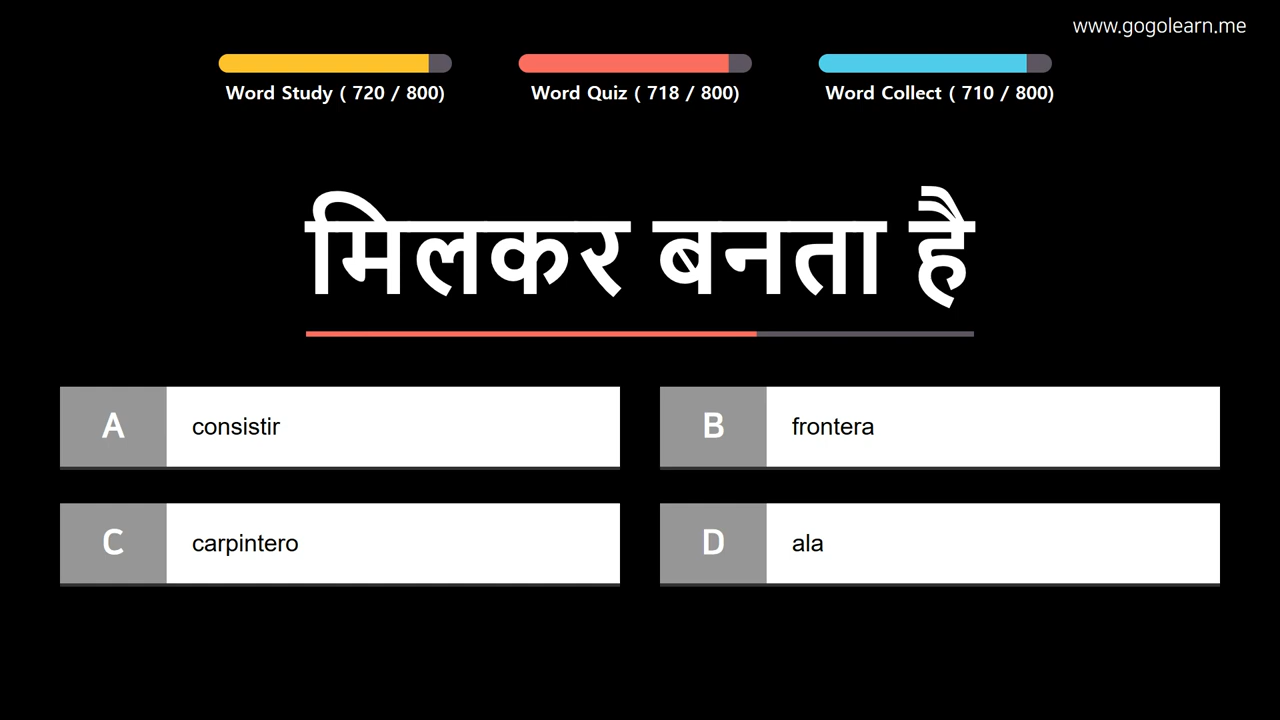 www.gogolearn.me
Word Study ( 720 / 800)
Word Quiz ( 718 / 800)
Word Collect ( 710 / 800)
मिलकर बनता है
A consistir
B frontera
C carpintero
D ala